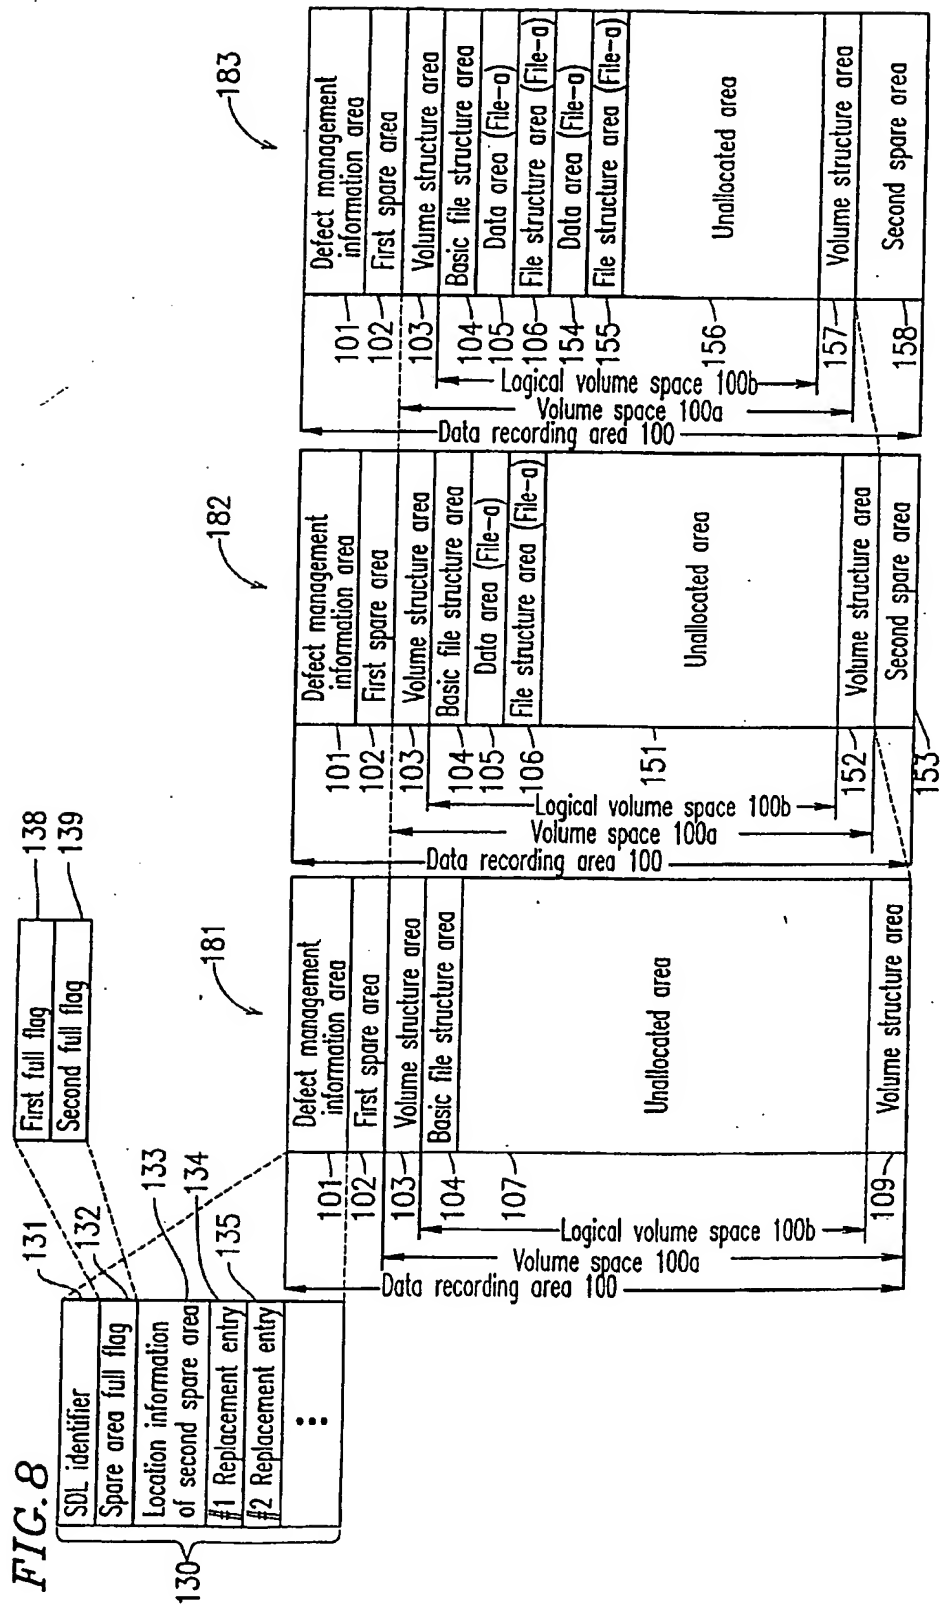 FIG.8
130
SDL identifier
Spare area full flag
Location information
of second spare area
#1 Replacement entry
#2 Replacement entry
131
132
133
134
135
First full flag
Second full flag
138
139
181
Defect management
information area
First spare area
Volume structure area
Basic file structure area
Unallocated area
Volume structure area
101
102
103
104
107
109
Logical volume space 100b
Volume space 100a
Data recording area 100
182
Defect management
information area
First spare area
Volume structure area
Basic file structure area
Data area (File-a)
File structure area (File-a)
Unallocated area
Volume structure area
Second spare area
101
102
103
104
105
106
151
152
153
Logical volume space 100b
Volume space 100a
Data recording area 100
183
Defect management
information area
First spare area
Volume structure area
Basic file structure area
Data area (File-a)
File structure area (File-a)
Data area (File-a)
File structure area (File-a)
Unallocated area
Volume structure area
Second spare area
101
102
103
104
105
106
154
155
156
157
158
Logical volume space 100b
Volume space 100a
Data recording area 100